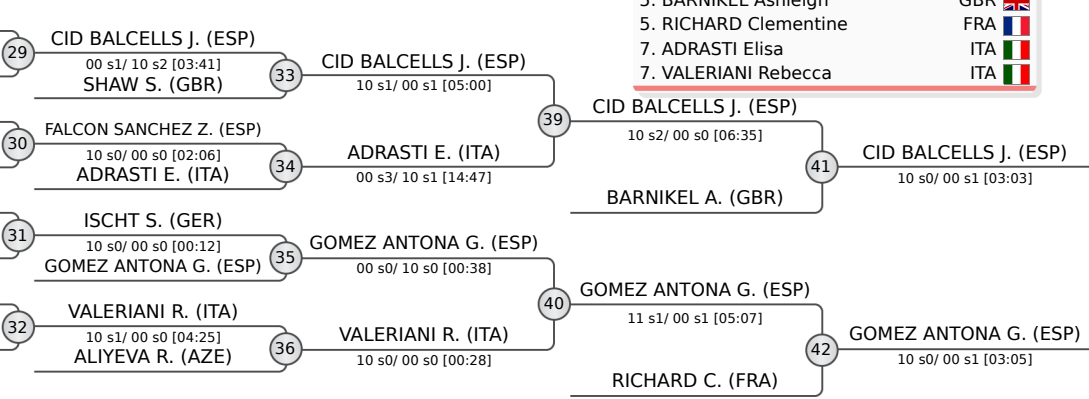 5. BARNIKEL Ashleigh GBR
5. RICHARD Clementine FRA
7. ADRASTI Elisa ITA
7. VALERIANI Rebecca ITA
29
CID BALCELLS J. (ESP)
00 s1/ 10 s2 [03:41]
SHAW S. (GBR)
33
30
FALCON SANCHEZ Z. (ESP)
10 s0/ 00 s0 [02:06]
ADRASTI E. (ITA)
34
31
ISCHT S. (GER)
10 s0/ 00 s0 [00:12]
GOMEZ ANTONA G. (ESP)
35
32
VALERIANI R. (ITA)
10 s1/ 00 s0 [04:25]
ALIYEVA R. (AZE)
36
CID BALCELLS J. (ESP)
10 s1/ 00 s1 [05:00]
39
ADRASTI E. (ITA)
00 s3/ 10 s1 [14:47]
GOMEZ ANTONA G. (ESP)
00 s0/ 10 s0 [00:38]
40
VALERIANI R. (ITA)
10 s0/ 00 s0 [00:28]
CID BALCELLS J. (ESP)
10 s2/ 00 s0 [06:35]
41
BARNIKEL A. (GBR)
GOMEZ ANTONA G. (ESP)
11 s1/ 00 s1 [05:07]
42
RICHARD C. (FRA)
CID BALCELLS J. (ESP)
10 s0/ 00 s1 [03:03]
GOMEZ ANTONA G. (ESP)
10 s0/ 00 s1 [03:05]